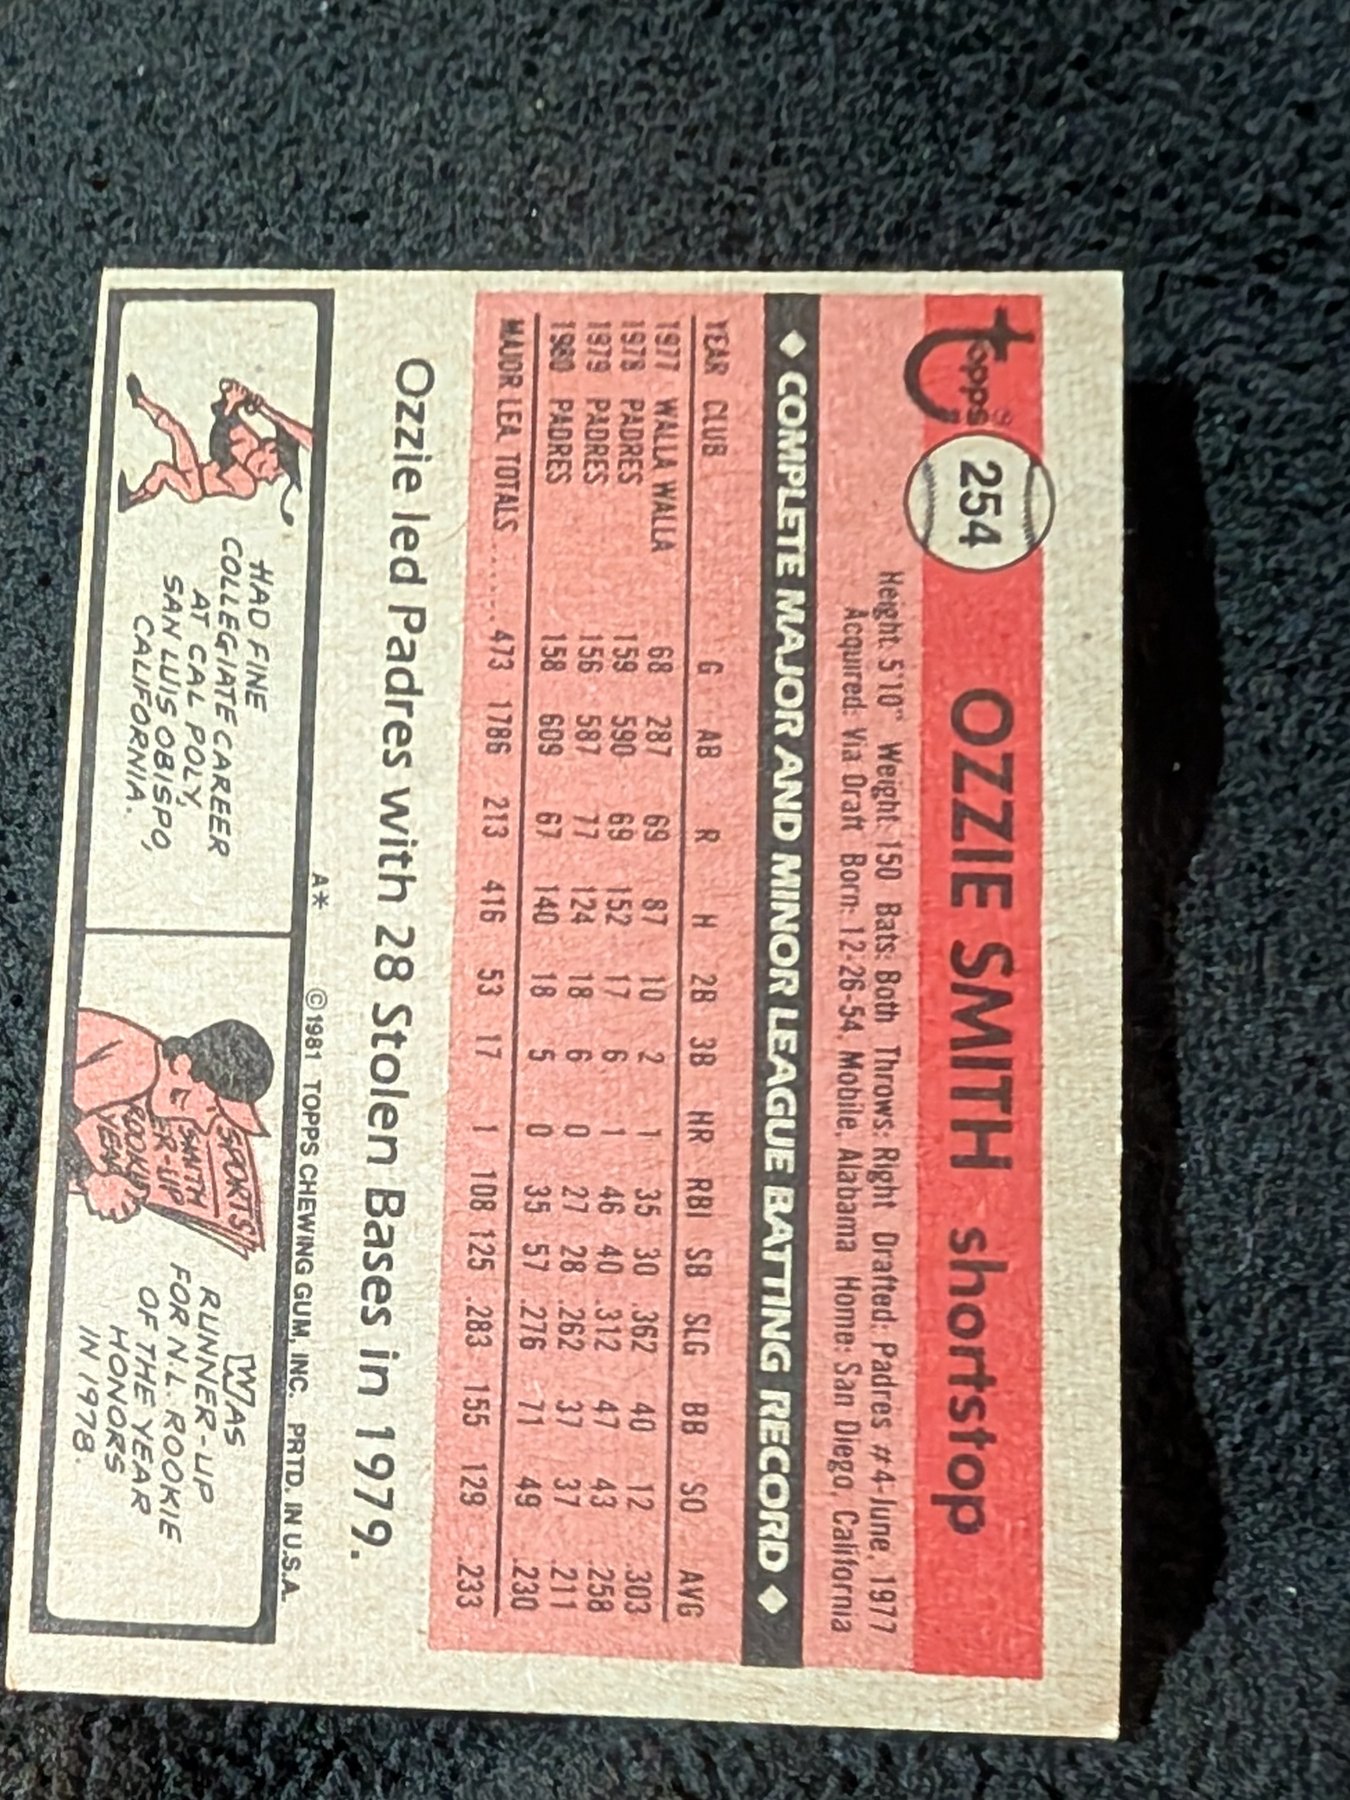 topps®
254
OZZIE SMITH shortstop
Height: 5'10" Weight: 150 Bats: Both Throws: Right Drafted: Padres #4-June, 1977
Acquired: Via Draft Born: 12-26-54, Mobile, Alabama Home: San Diego, California
◆ COMPLETE MAJOR AND MINOR LEAGUE BATTING RECORD ◆
YEAR CLUB G AB R H 2B 3B HR RBI SB SLG BB SO AVG
1977 WALLA WALLA 68 287 69 87 10 2 1 35 30 .362 40 12 .303
1978 PADRES 159 590 69 152 17 6 1 46 40 .312 47 43 .258
1979 PADRES 156 587 77 124 18 6 0 27 28 .262 37 37 .211
1980 PADRES 158 609 67 140 18 5 0 35 57 .276 71 49 .230
MAJOR LEA. TOTALS ...... 473 1786 213 416 53 17 1 108 125 .283 155 129 .233
Ozzie led Padres with 28 Stolen Bases in 1979.
A* ©1981 TOPPS CHEWING GUM, INC. PRTD. IN U.S.A.
HAD FINE
COLLEGIATE CAREER
AT CAL POLY,
SAN LUIS OBISPO,
CALIFORNIA.
SPORTS
SMITH
ER-UP
ROOKIE
YEAR
WAS
RUNNER-UP
FOR N.L. ROOKIE
OF THE YEAR
HONORS
IN 1978.